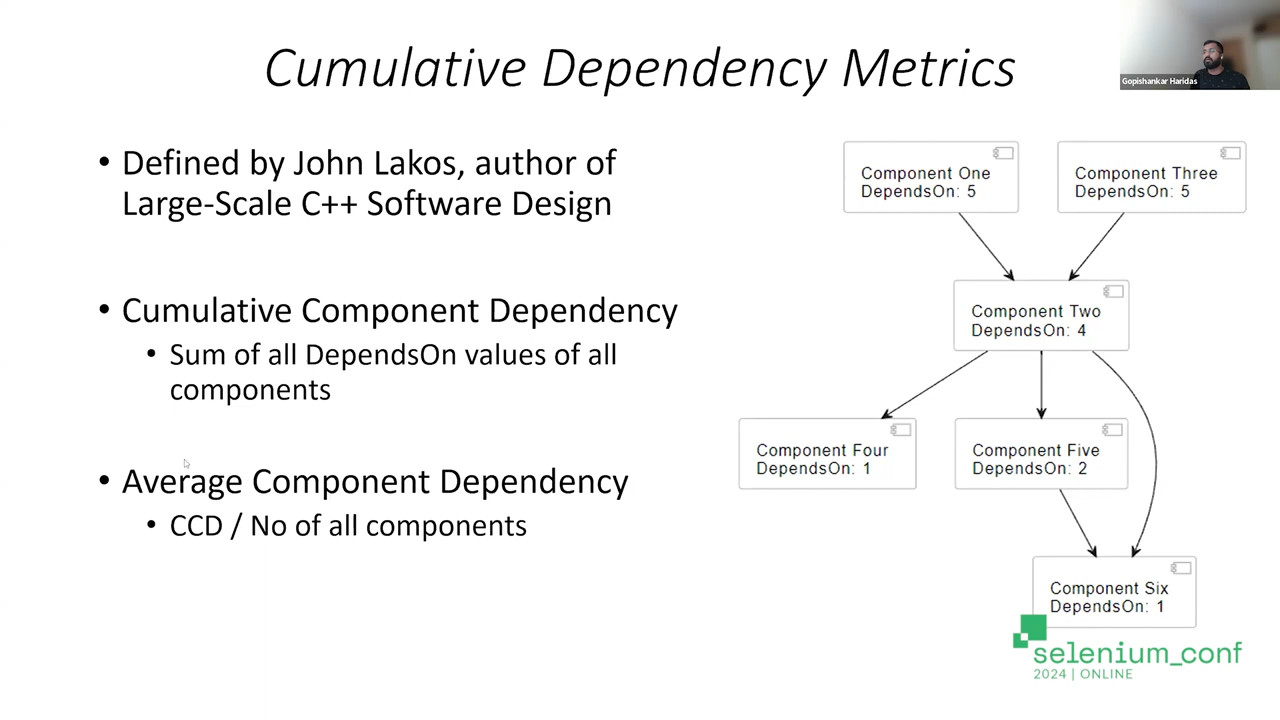 Cumulative Dependency Metrics
Gopishankar Haridas
• Defined by John Lakos, author of
Large-Scale C++ Software Design
• Cumulative Component Dependency
• Sum of all DependsOn values of all
components
• Average Component Dependency
• CCD / No of all components
Component One
DependsOn: 5
Component Three
DependsOn: 5
Component Two
DependsOn: 4
Component Four
DependsOn: 1
Component Five
DependsOn: 2
Component Six
DependsOn: 1
selenium_conf
2024 | ONLINE